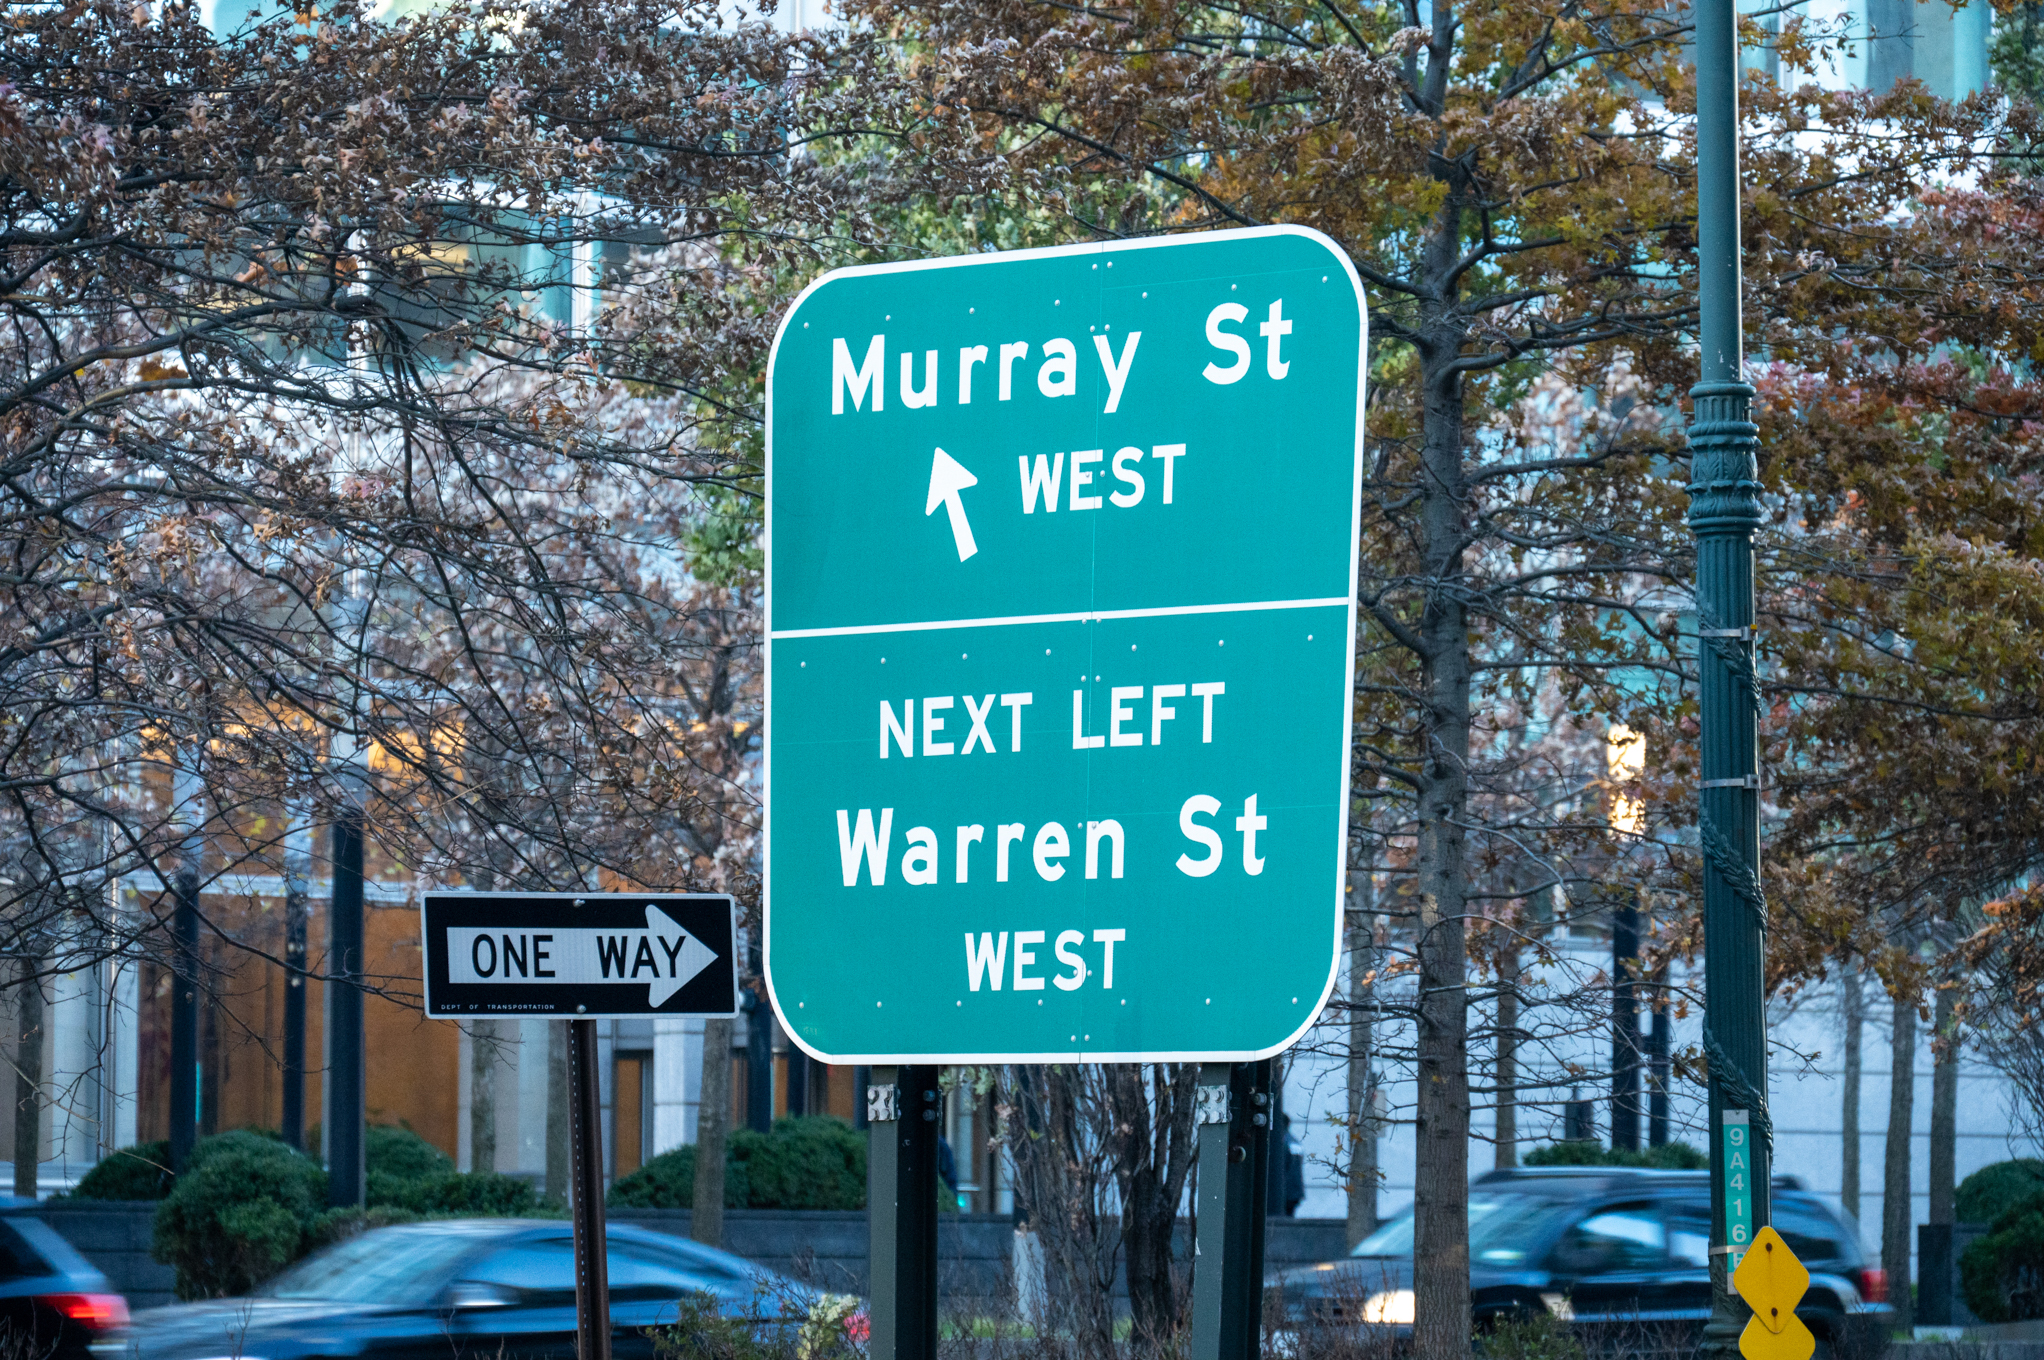 Murray St
WEST
NEXT LEFT
Warren St
WEST
ONE WAY
DEPT OF TRANSPORTATION
9A416